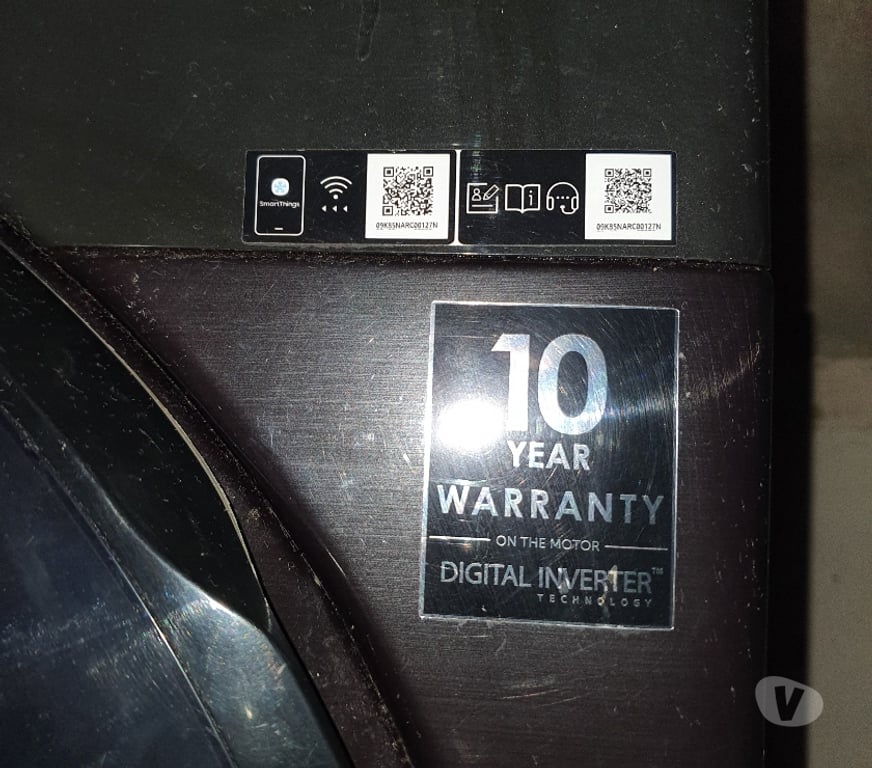 SmartThings
09K85NARC00127N
09K85NARC00127N
10
YEAR
WARRANTY
ON THE MOTOR
DIGITAL INVERTER™
TECHNOLOGY
V